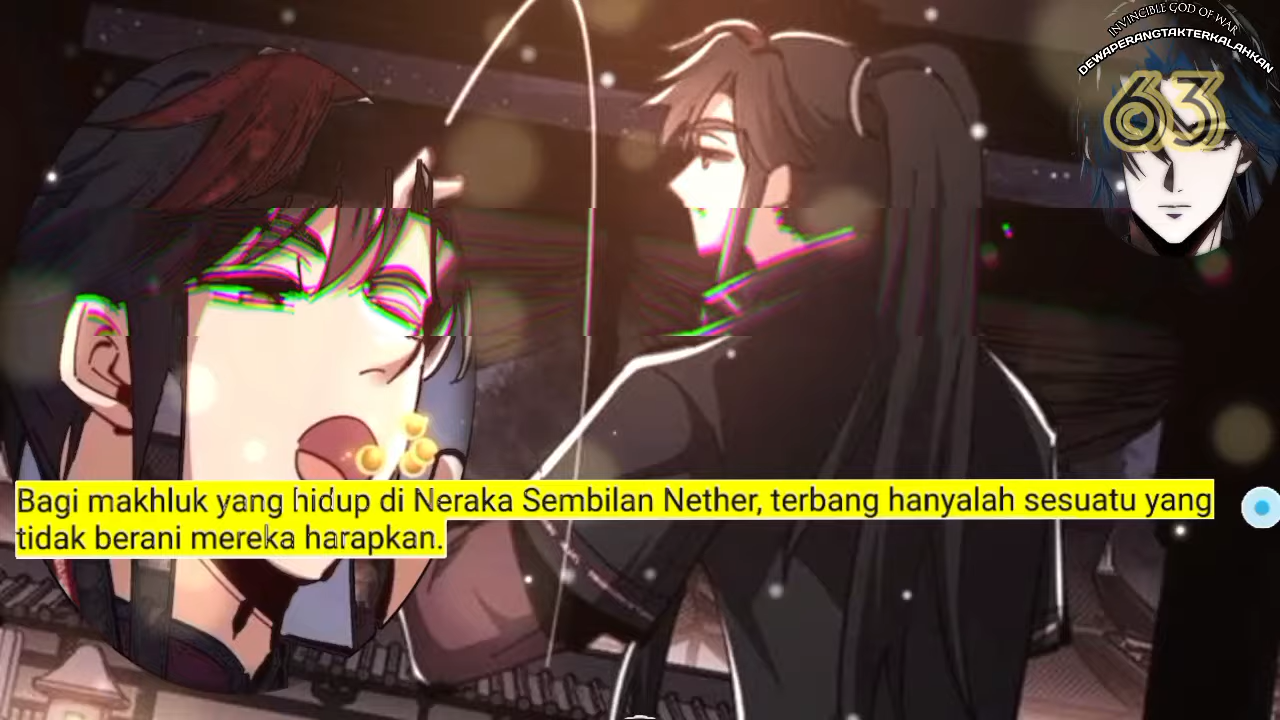 INVINCIBLE GOD OF WAR
DEWAPERANGTAKTERKALAHKAN
63
Bagi makhluk yang hidup di Neraka Sembilan Nether, terbang hanyalah sesuatu yang
tidak berani mereka harapkan.